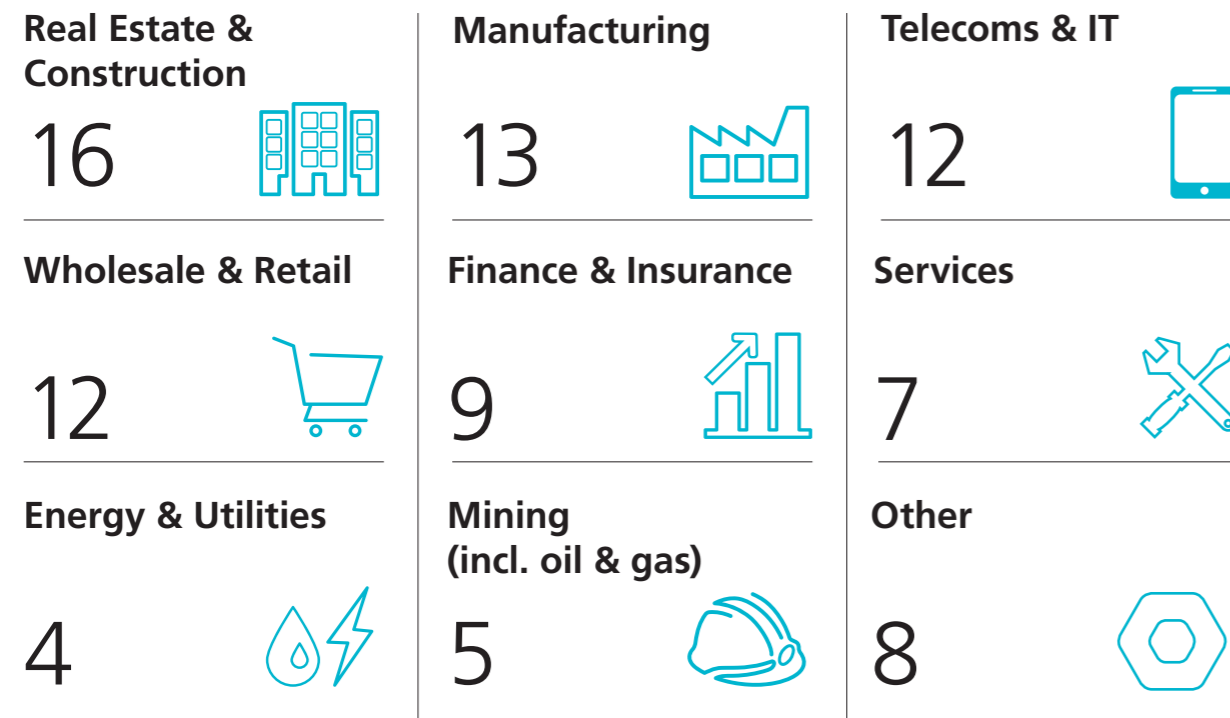 Real Estate &
Construction
16
Manufacturing
13
Telecoms & IT
12
Wholesale & Retail
12
Finance & Insurance
9
Services
7
Energy & Utilities
4
Mining
(incl. oil & gas)
5
Other
8